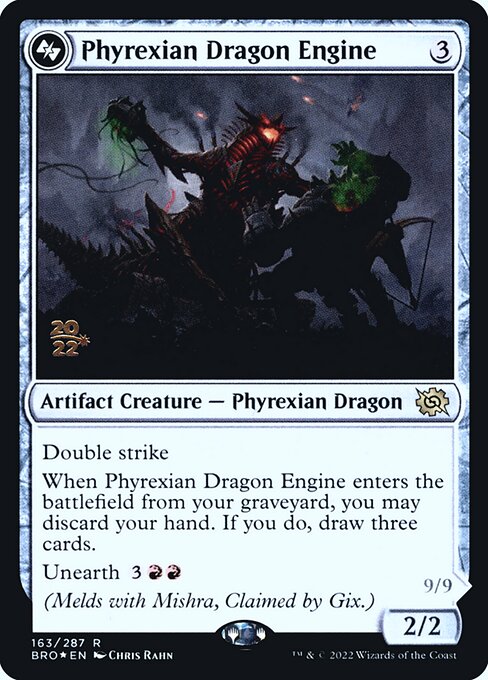 Phyrexian Dragon Engine 3
20
22
Artifact Creature — Phyrexian Dragon
Double strike
When Phyrexian Dragon Engine enters the
battlefield from your graveyard, you may
discard your hand. If you do, draw three
cards.
Unearth 3
9/9
(Melds with Mishra, Claimed by Gix.)
2/2
163/287 R
BRO★EN Chris Rahn
™ & © 2022 Wizards of the Coast